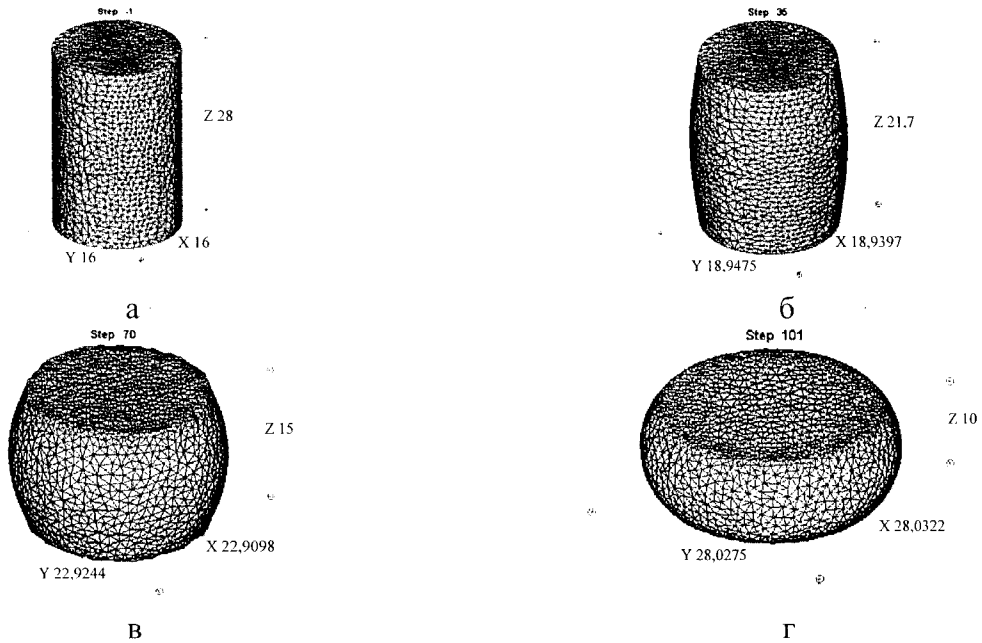 Step -1
Z 28
X 16
Y 16
а
Step 35
Z 21.7
X 18,9397
Y 18,9475
б
Step 70
Z 15
X 22,9098
Y 22,9244
в
Step 101
Z 10
X 28,0322
Y 28,0275
г